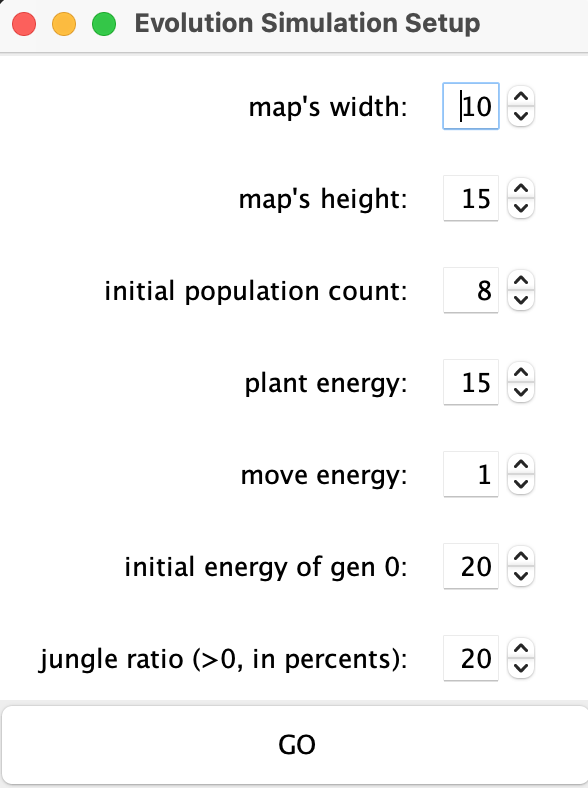 Evolution Simulation Setup
map's width: 10
map's height: 15
initial population count: 8
plant energy: 15
move energy: 1
initial energy of gen 0: 20
jungle ratio (>0, in percents): 20
GO